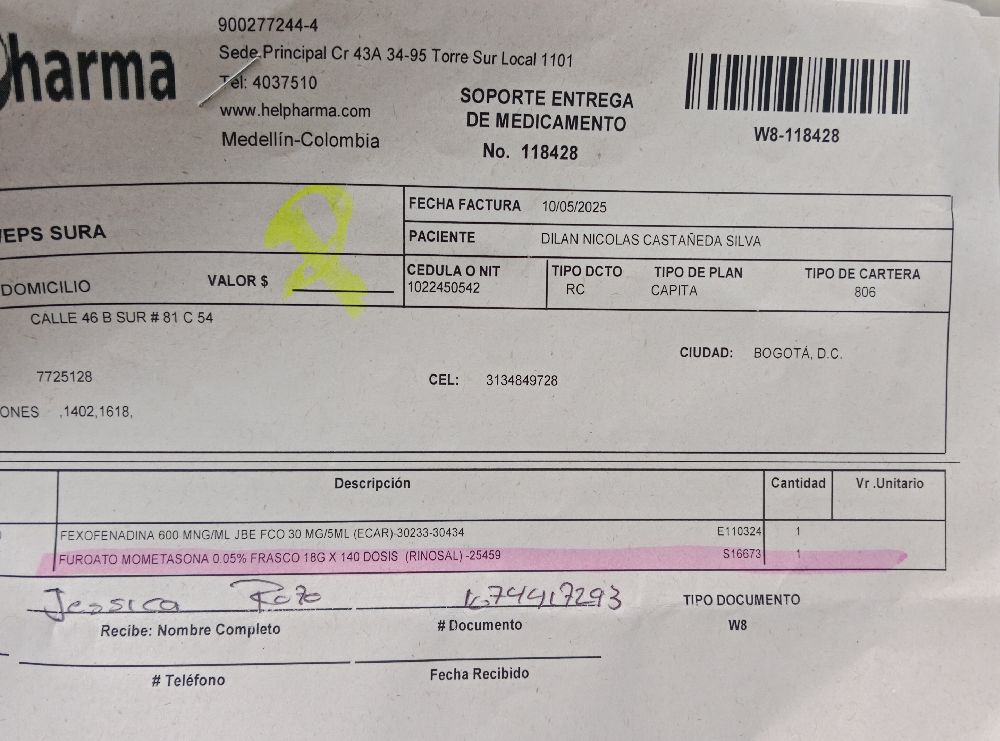 harma
900277244-4
Sede Principal Cr 43A 34-95 Torre Sur Local 1101
Tel: 4037510
www.helpharma.com
Medellín-Colombia
SOPORTE ENTREGA
DE MEDICAMENTO
No. 118428
W8-118428
EPS SURA
DOMICILIO VALOR $
FECHA FACTURA 10/05/2025
PACIENTE DILAN NICOLAS CASTAÑEDA SILVA
CEDULA O NIT TIPO DCTO TIPO DE PLAN TIPO DE CARTERA
1022450542 RC CAPITA 806
CALLE 46 B SUR # 81 C 54
CIUDAD: BOGOTÁ, D.C.
7725128 CEL: 3134849728
ONES ,1402,1618,
Descripción Cantidad Vr .Unitario
FEXOFENADINA 600 MNG/ML JBE FCO 30 MG/5ML (ECAR)-30233-30434 E110324 1
FUROATO MOMETASONA 0.05% FRASCO 18G X 140 DOSIS (RINOSAL) -25459 S16673 1
Jessica Rozo
Recibe: Nombre Completo # Documento
TIPO DOCUMENTO
W8
# Teléfono Fecha Recibido